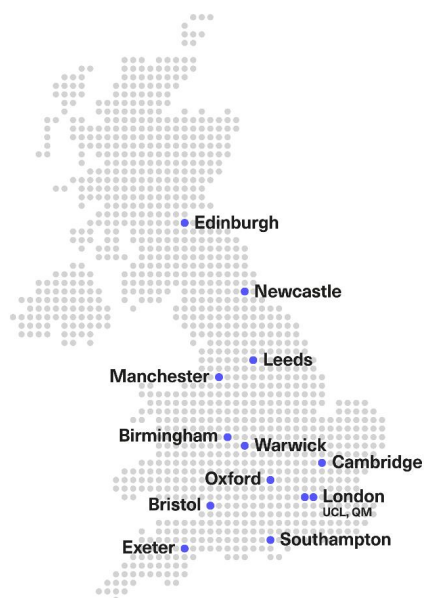 Edinburgh
Newcastle
Leeds
Manchester
Birmingham
Warwick
Cambridge
Oxford
London
UCL, QM
Bristol
Southampton
Exeter